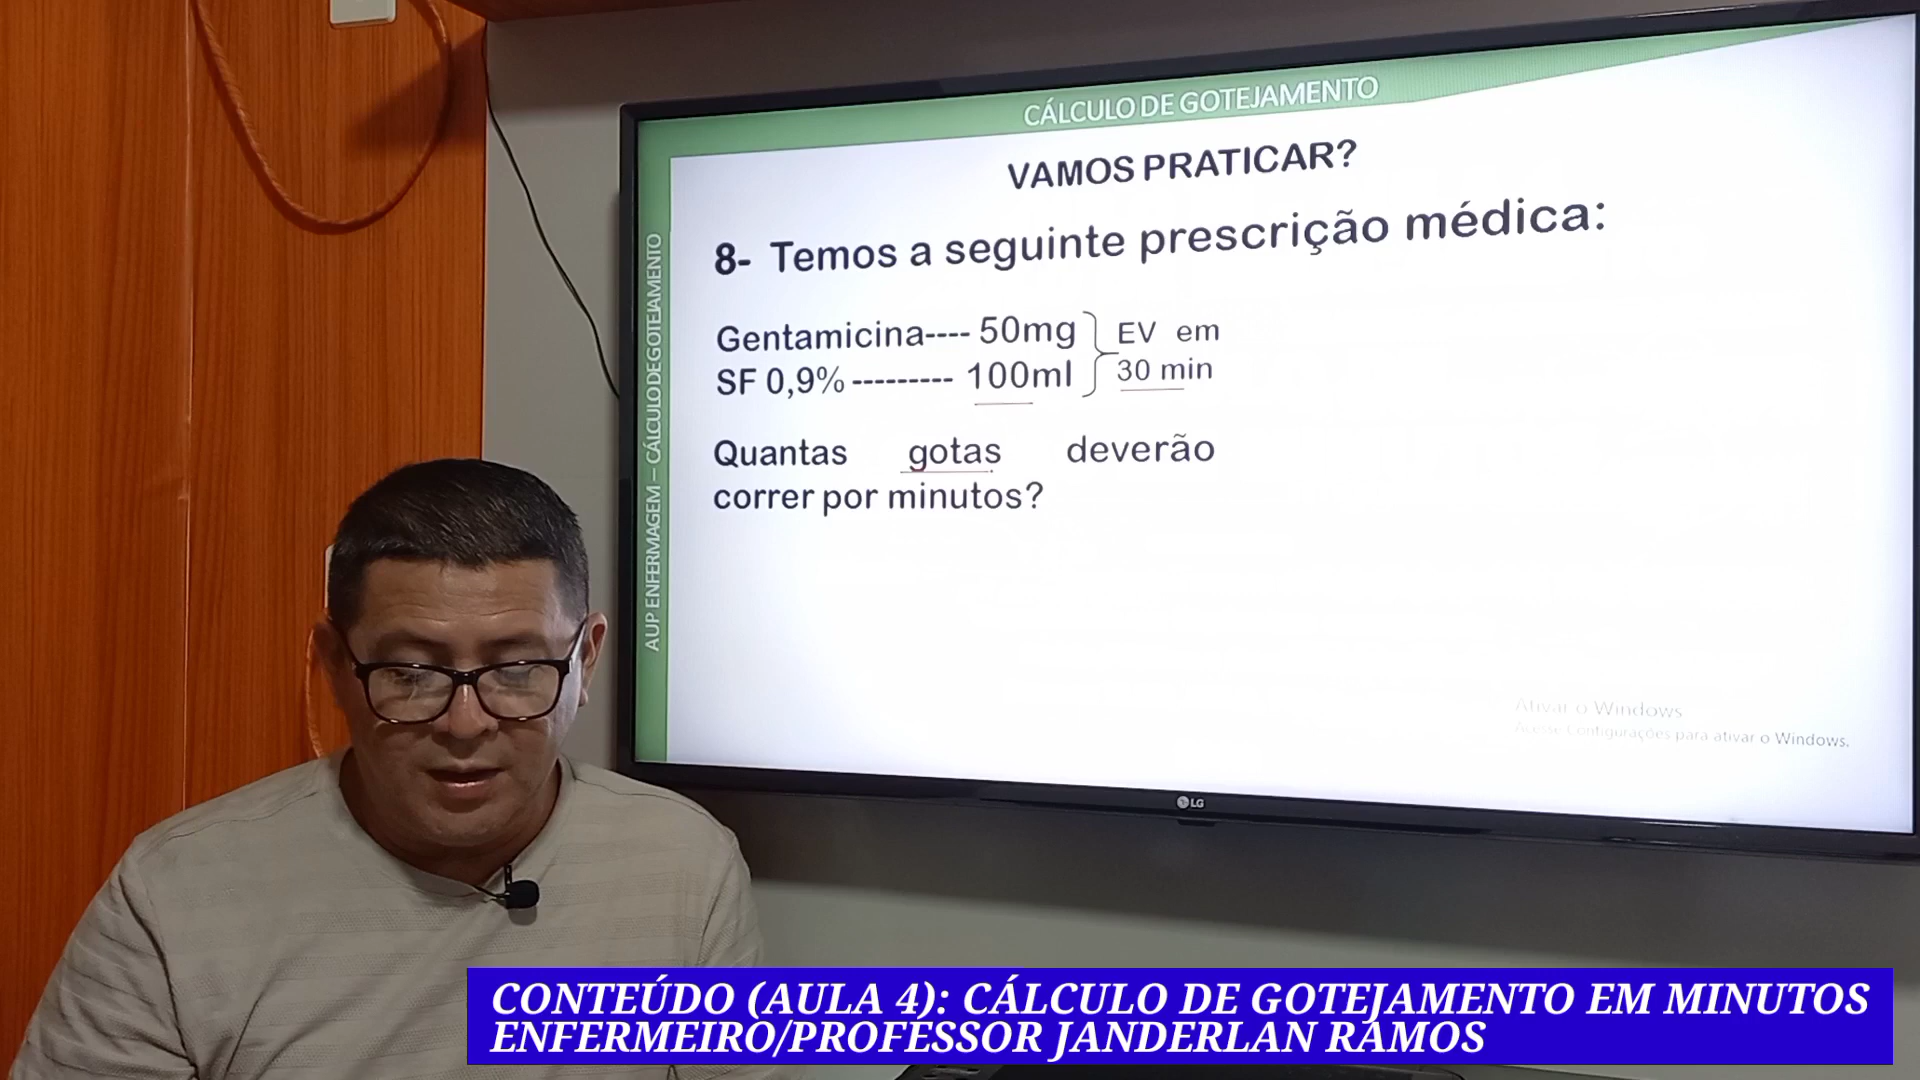 CÁLCULO DE GOTEJAMENTO
VAMOS PRATICAR?
8- Temos a seguinte prescrição médica:
Gentamicina---- 50mg
SF 0,9% --------- 100ml
EV em
30 min
Quantas gotas deverão
correr por minutos?
AUP ENFERMAGEM – CÁLCULO DE GOTEJAMENTO
Ativar o Windows
Acesse Configurações para ativar o Windows.
LG
CONTEÚDO (AULA 4): CÁLCULO DE GOTEJAMENTO EM MINUTOS
ENFERMEIRO/PROFESSOR JANDERLAN RAMOS